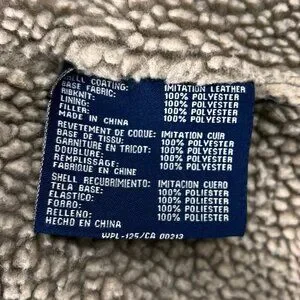 SHELL COATING: IMITATION LEATHER
BASE FABRIC: 100% POLYESTER
RIBKNIT: 100% POLYESTER
LINING: 100% POLYESTER
FILLER: 100% POLYESTER
MADE IN CHINA
REVETEMENT DE COQUE: IMITATION CUIR
BASE DE TISSU: 100% POLYESTER
GARNITURE EN TRICOT: 100% POLYESTER
DOUBLURE: 100% POLYESTER
REMPLISSAGE: 100% POLYESTER
FABRIQUE EN CHINE
SHELL RECUBRIMIENTO: IMITACION CUERO
TELA BASE: 100% POLIESTER
ELASTICO: 100% POLIESTER
FORRO: 100% POLIESTER
RELLENO: 100% POLIESTER
HECHO EN CHINA
WPL-125/CA 00213